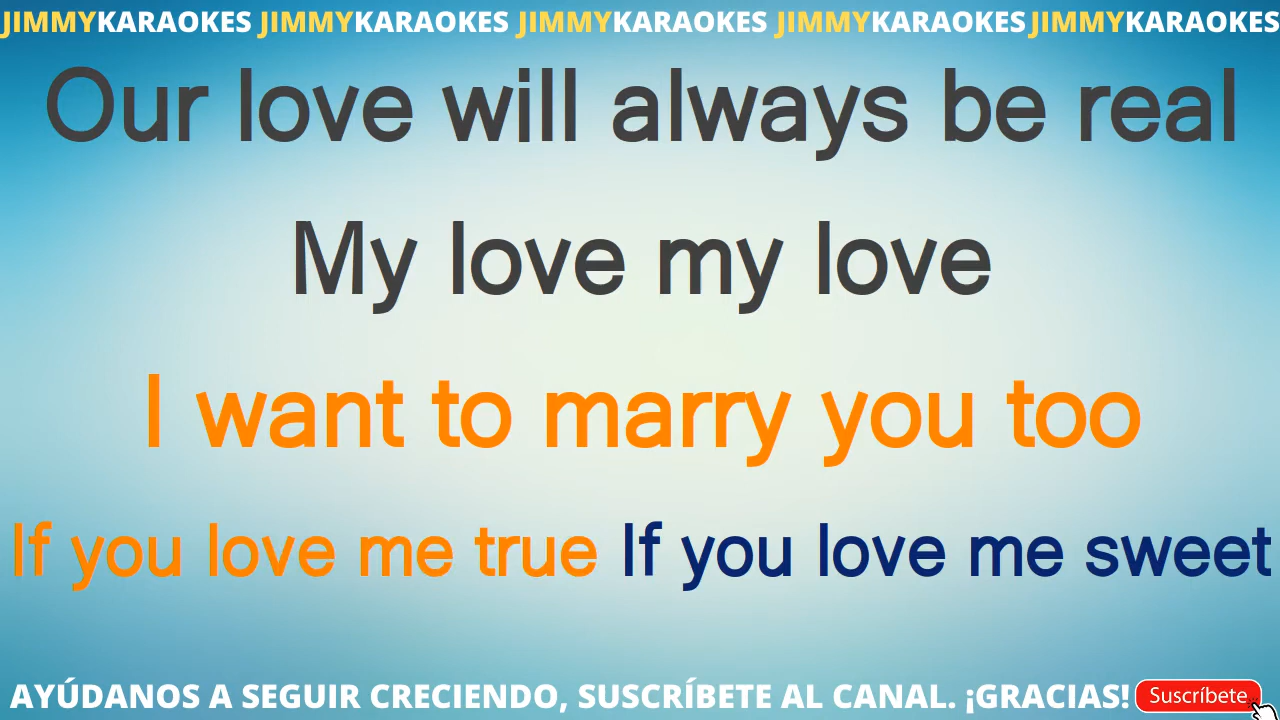 JIMMYKARAOKES JIMMYKARAOKES JIMMYKARAOKES JIMMYKARAOKES JIMMYKARAOKES
Our love will always be real
My love my love
I want to marry you too
If you love me true If you love me sweet
AYÚDANOS A SEGUIR CRECIENDO, SUSCRÍBETE AL CANAL. ¡GRACIAS! Suscríbete